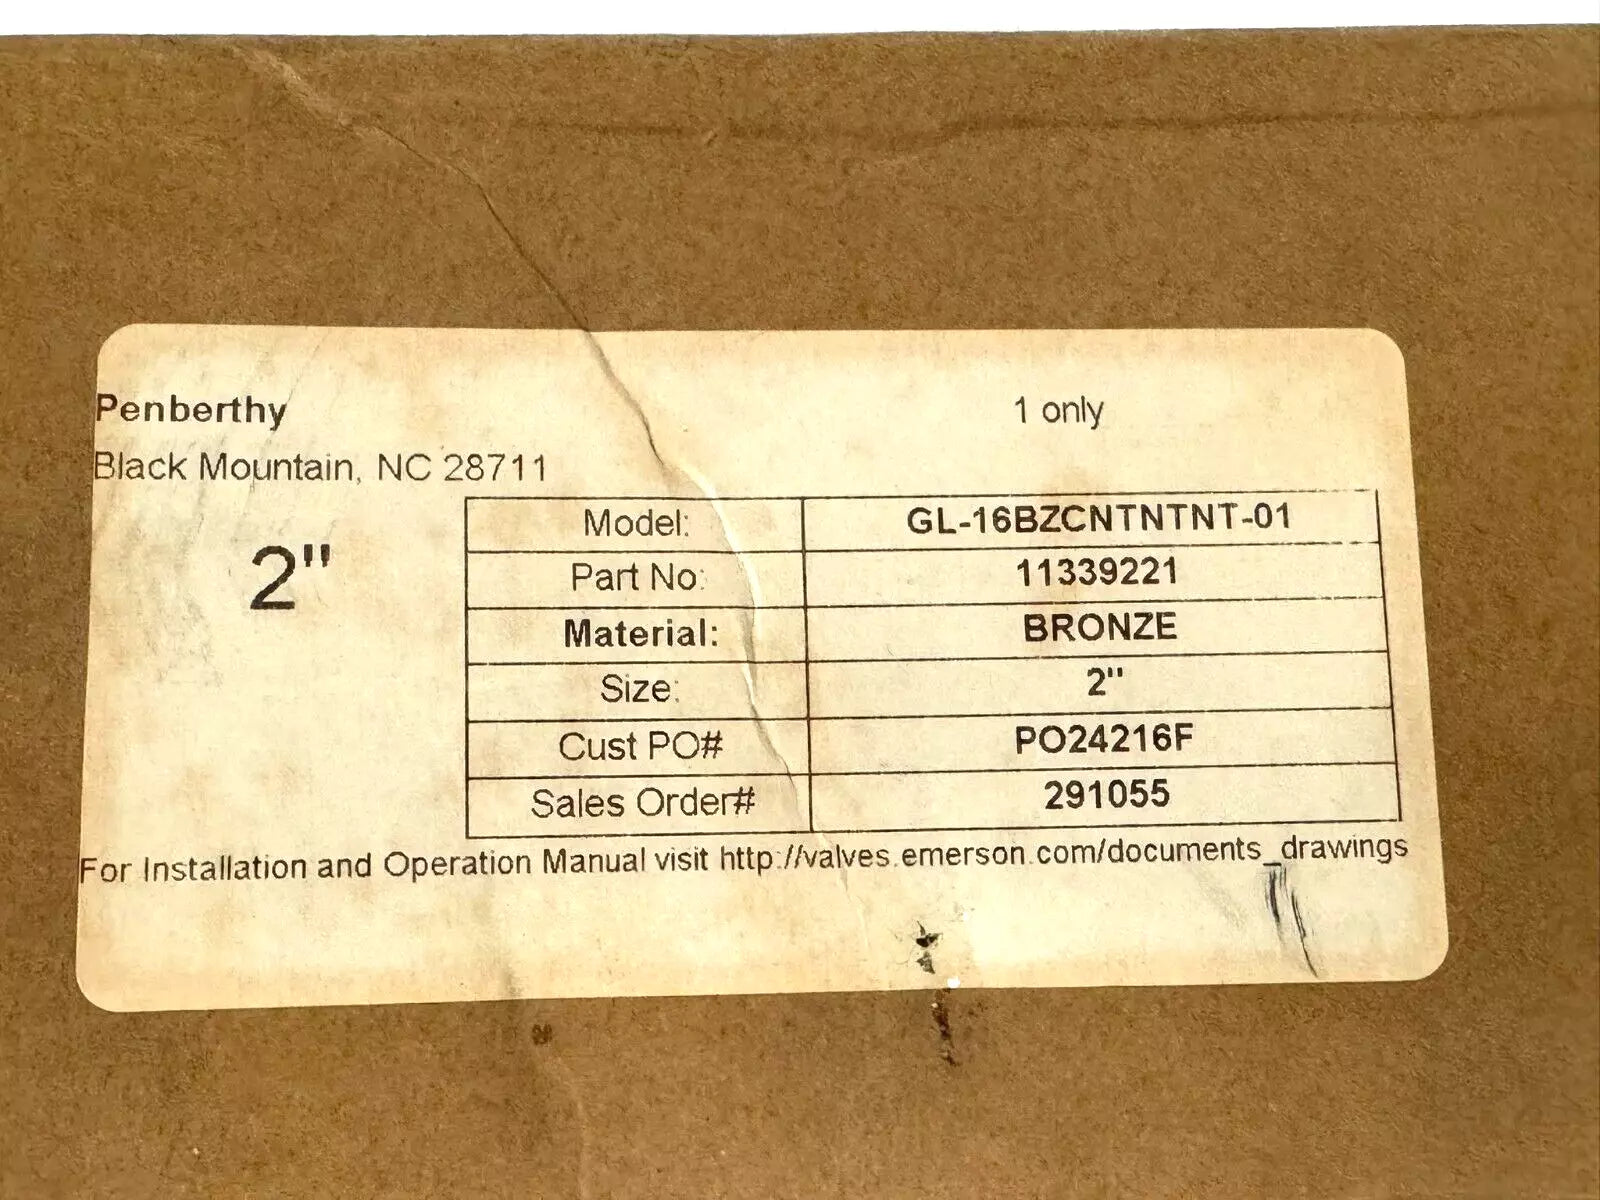 Penberthy
1 only
Black Mountain, NC 28711
2"
Model: GL-16BZCNTNTNT-01
Part No: 11339221
Material: BRONZE
Size: 2"
Cust PO# PO24216F
Sales Order# 291055
For Installation and Operation Manual visit http://valves.emerson.com/documents_drawings